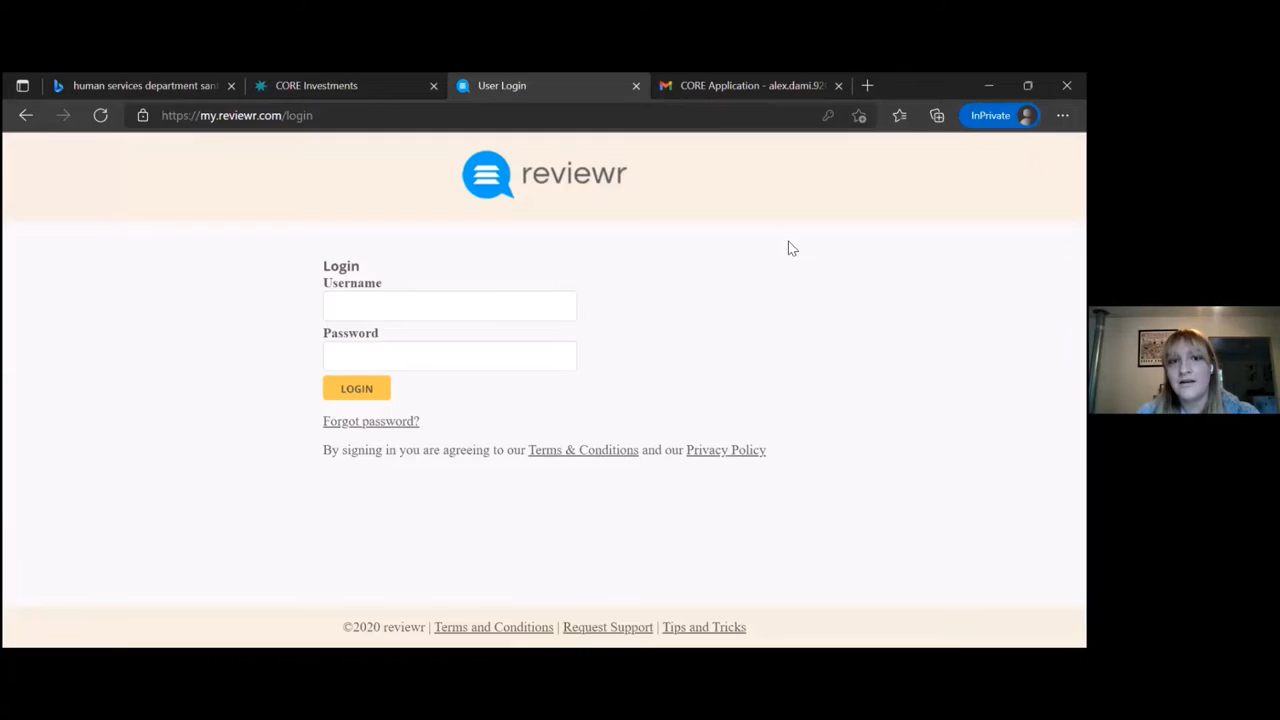 human services department san
CORE Investments
User Login
CORE Application - alex.dami.92
https://my.reviewr.com/login
InPrivate
reviewr
Login
Username
Password
LOGIN
Forgot password?
By signing in you are agreeing to our Terms & Conditions and our Privacy Policy
©2020 reviewr | Terms and Conditions | Request Support | Tips and Tricks